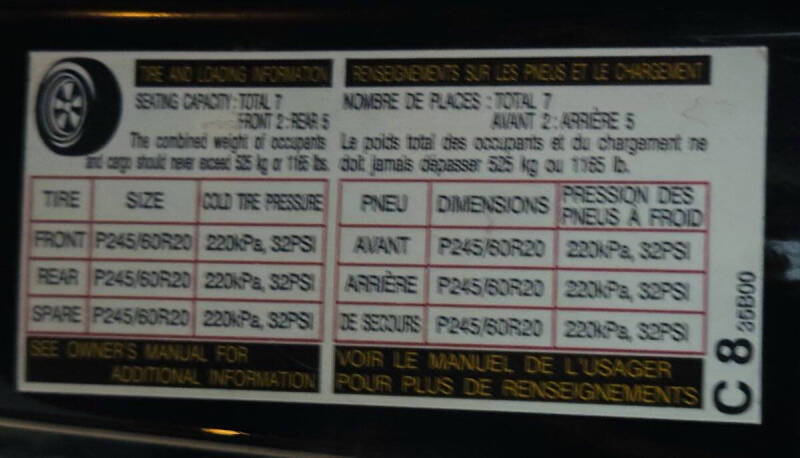 TIRE AND LOADING INFORMATION
SEATING CAPACITY : TOTAL 7
FRONT 2 : REAR 5
The combined weight of occupants
and cargo should never exceed 525 kg or 1165 lbs.
TIRE SIZE COLD TIRE PRESSURE
FRONT P245/60R20 220kPa, 32PSI
REAR P245/60R20 220kPa, 32PSI
SPARE P245/60R20 220kPa, 32PSI
SEE OWNER'S MANUAL FOR
ADDITIONAL INFORMATION
RENSEIGNEMENTS SUR LES PNEUS ET LE CHARGEMENT
NOMBRE DE PLACES : TOTAL 7
AVANT 2 : ARRIÈRE 5
Le poids total des occupants et du chargement ne
doit jamais dépasser 525 kg ou 1165 lb.
PNEU DIMENSIONS PRESSION DES
PNEUS À FROID
AVANT P245/60R20 220kPa, 32PSI
ARRIÈRE P245/60R20 220kPa, 32PSI
DE SECOURS P245/60R20 220kPa, 32PSI
VOIR LE MANUEL DE L'USAGER
POUR PLUS DE RENSEIGNEMENTS
C 8 35B00